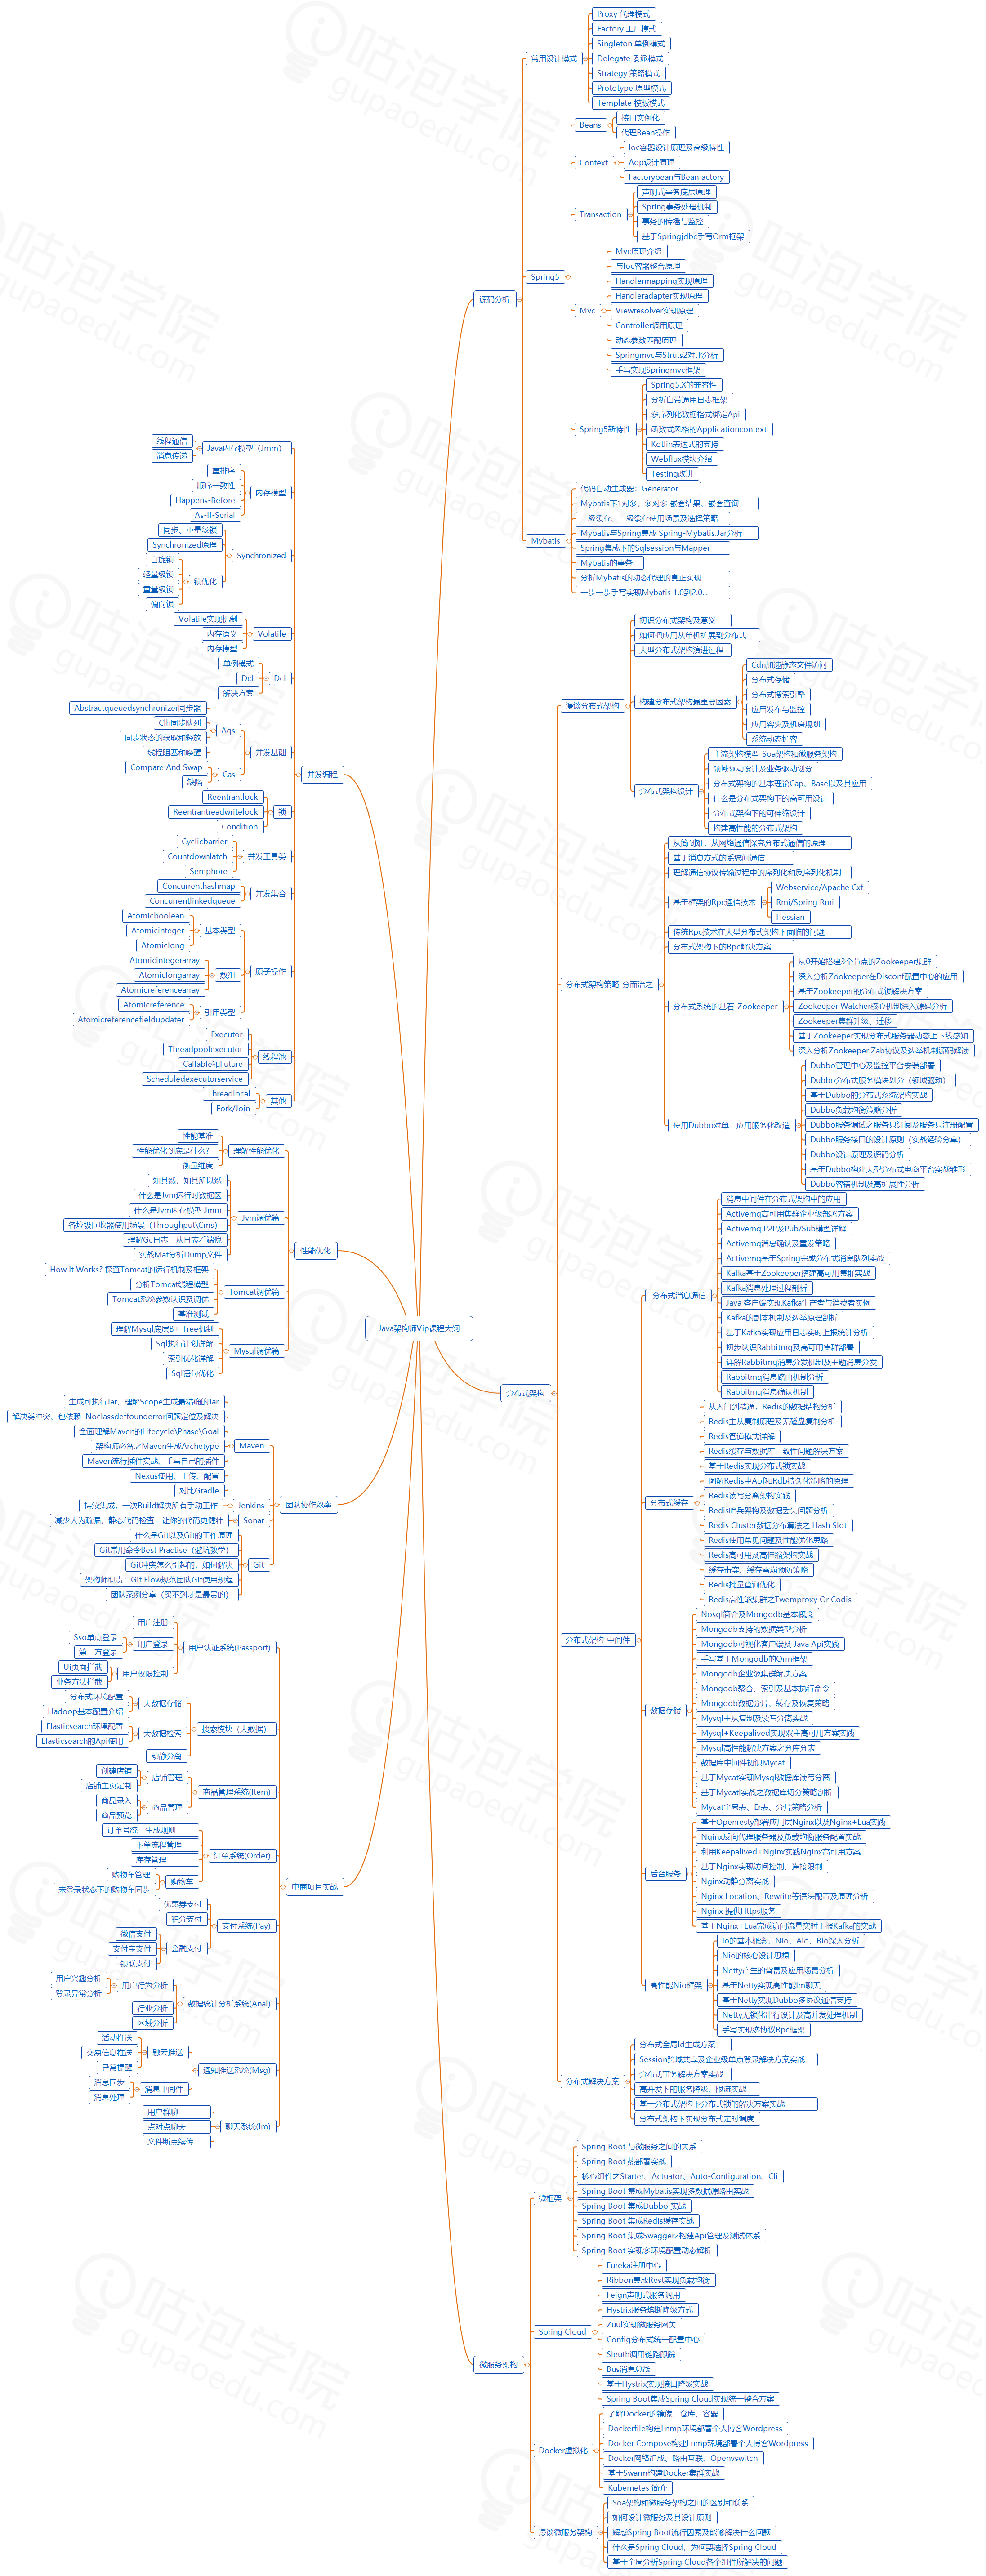 Java架构师Vip课程大纲
源码分析
常用设计模式
Proxy 代理模式
Factory 工厂模式
Singleton 单例模式
Delegate 委派模式
Strategy 策略模式
Prototype 原型模式
Template 模板模式
Spring5
Beans
接口实例化
代理Bean操作
Context
Ioc容器设计原理及高级特性
Aop设计原理
Factorybean与Beanfactory
Transaction
声明式事务底层原理
Spring事务处理机制
事务的传播与监控
基于Springjdbc手写Orm框架
Mvc
Mvc原理介绍
与Ioc容器整合原理
Handlermapping实现原理
Handleradapter实现原理
Viewresolver实现原理
Controller调用原理
动态参数匹配原理
Springmvc与Struts2对比分析
手写实现Springmvc框架
Spring5新特性
Spring5.X的兼容性
分析自带通用日志框架
多序列化数据格式绑定Api
函数式风格的Applicationcontext
Kotlin表达式的支持
Webflux模块介绍
Testing改进
Mybatis
代码自动生成器：Generator
Mybatis下1对多，多对多 嵌套结果、嵌套查询
一级缓存、二级缓存使用场景及选择策略
Mybatis与Spring集成 Spring-Mybatis.Jar分析
Spring集成下的Sqlsession与Mapper
Mybatis的事务
分析Mybatis的动态代理的真正实现
一步一步手写实现Mybatis 1.0到2.0...
分布式架构
漫谈分布式架构
初识分布式架构及意义
如何把应用从单机扩展到分布式
大型分布式架构演进过程
构建分布式架构最重要因素
Cdn加速静态文件访问
分布式存储
分布式搜索引擎
应用发布与监控
应用容灾及机房规划
系统动态扩容
分布式架构设计
主流架构模型-Soa架构和微服务架构
领域驱动设计及业务驱动划分
分布式架构的基本理论Cap、Base以及其应用
什么是分布式架构下的高可用设计
分布式架构下的可伸缩设计
构建高性能的分布式架构
分布式架构策略-分而治之
从简到难，从网络通信探究分布式通信的原理
基于消息方式的系统间通信
理解通信协议传输过程中的序列化和反序列化机制
基于框架的Rpc通信技术
Webservice/Apache Cxf
Rmi/Spring Rmi
Hessian
传统Rpc技术在大型分布式架构下面临的问题
分布式架构下的Rpc解决方案
分布式系统的基石-Zookeeper
从0开始搭建3个节点的Zookeeper集群
深入分析Zookeeper在Disconf配置中心的应用
基于Zookeeper的分布式锁解决方案
Zookeeper Watcher核心机制深入源码分析
Zookeeper集群升级、迁移
基于Zookeeper实现分布式服务器动态上下线感知
深入分析Zookeeper Zab协议及选举机制源码解读
使用Dubbo对单一应用服务化改造
Dubbo管理中心及监控平台安装部署
Dubbo分布式服务模块划分（领域驱动）
基于Dubbo的分布式系统架构实战
Dubbo负载均衡策略分析
Dubbo服务调试之服务只订阅及服务只注册配置
Dubbo服务接口的设计原则（实战经验分享）
Dubbo设计原理及源码分析
基于Dubbo构建大型分布式电商平台实战雏形
Dubbo容错机制及高扩展性分析
分布式架构-中间件
分布式消息通信
消息中间件在分布式架构中的应用
Activemq高可用集群企业级部署方案
Activemq P2P及Pub/Sub模型详解
Activemq消息确认及重发策略
Activemq基于Spring完成分布式消息队列实战
Kafka基于Zookeeper搭建高可用集群实战
Kafka消息处理过程剖析
Java 客户端实现Kafka生产者与消费者实例
Kafka的副本机制及选举原理剖析
基于Kafka实现应用日志实时上报统计分析
初步认识Rabbitmq及高可用集群部署
详解Rabbitmq消息分发机制及主题消息分发
Rabbitmq消息路由机制分析
Rabbitmq消息确认机制
分布式缓存
从入门到精通，Redis的数据结构分析
Redis主从复制原理及无磁盘复制分析
Redis管道模式详解
Redis缓存与数据库一致性问题解决方案
基于Redis实现分布式锁实战
图解Redis中Aof和Rdb持久化策略的原理
Redis读写分离架构实践
Redis哨兵架构及数据丢失问题分析
Redis Cluster数据分布算法之 Hash Slot
Redis使用常见问题及性能优化思路
Redis高可用及高伸缩架构实战
缓存击穿、缓存雪崩预防策略
Redis批量查询优化
Redis高性能集群之Twemproxy Or Codis
数据存储
Nosql简介及Mongodb基本概念
Mongodb支持的数据类型分析
Mongodb可视化客户端及 Java Api实践
手写基于Mongodb的Orm框架
Mongodb企业级集群解决方案
Mongodb聚合、索引及基本执行命令
Mongodb数据分片、转存及恢复策略
Mysql主从复制及读写分离实战
Mysql+Keepalived实现双主高可用方案实践
Mysql高性能解决方案之分库分表
数据库中间件初识Mycat
基于Mycat实现Mysql数据库读写分离
基于Mycatl实战之数据库切分策略剖析
Mycat全局表、Er表、分片策略分析
后台服务
基于Openresty部署应用层Nginx以及Nginx+Lua实践
Nginx反向代理服务器及负载均衡服务配置实战
利用Keepalived+Nginx实践Nginx高可用方案
基于Nginx实现访问控制、连接限制
Nginx动静分离实战
Nginx Location、Rewrite等语法配置及原理分析
Nginx 提供Https服务
基于Nginx+Lua完成访问流量实时上报Kafka的实战
高性能Nio框架
Io的基本概念、Nio、Aio、Bio深入分析
Nio的核心设计思想
Netty产生的背景及应用场景分析
基于Netty实现高性能Im聊天
基于Netty实现Dubbo多协议通信支持
Netty无锁化串行设计及高并发处理机制
手写实现多协议Rpc框架
分布式解决方案
分布式全局Id生成方案
Session跨域共享及企业级单点登录解决方案实战
分布式事务解决方案实战
高并发下的服务降级、限流实战
基于分布式架构下分布式锁的解决方案实战
分布式架构下实现分布式定时调度
微服务架构
微框架
Spring Boot 与微服务之间的关系
Spring Boot 热部署实战
核心组件之Starter、Actuator、Auto-Configuration、Cli
Spring Boot 集成Mybatis实现多数据源路由实战
Spring Boot 集成Dubbo 实战
Spring Boot 集成Redis缓存实战
Spring Boot 集成Swagger2构建Api管理及测试体系
Spring Boot 实现多环境配置动态解析
Spring Cloud
Eureka注册中心
Ribbon集成Rest实现负载均衡
Feign声明式服务调用
Hystrix服务熔断降级方式
Zuul实现微服务网关
Config分布式统一配置中心
Sleuth调用链路跟踪
Bus消息总线
基于Hystrix实现接口降级实战
Spring Boot集成Spring Cloud实现统一整合方案
Docker虚拟化
了解Docker的镜像、仓库、容器
Dockerfile构建Lnmp环境部署个人博客Wordpress
Docker Compose构建Lnmp环境部署个人博客Wordpress
Docker网络组成、路由互联、Openvswitch
基于Swarm构建Docker集群实战
Kubernetes 简介
漫谈微服务架构
Soa架构和微服务架构之间的区别和联系
如何设计微服务及其设计原则
解惑Spring Boot流行因素及能够解决什么问题
什么是Spring Cloud，为何要选择Spring Cloud
基于全局分析Spring Cloud各个组件所解决的问题
并发编程
Java内存模型（Jmm）
线程通信
消息传递
内存模型
重排序
顺序一致性
Happens-Before
As-If-Serial
Synchronized
同步、重量级锁
Synchronized原理
锁优化
自旋锁
轻量级锁
重量级锁
偏向锁
Volatile
Volatile实现机制
内存语义
内存模型
Dcl
单例模式
Dcl
解决方案
并发基础
Aqs
Abstractqueuedsynchronizer同步器
Clh同步队列
同步状态的获取和释放
线程阻塞和唤醒
Cas
Compare And Swap
缺陷
锁
Reentrantlock
Reentrantreadwritelock
Condition
并发工具类
Cyclicbarrier
Countdownlatch
Semphore
并发集合
Concurrenthashmap
Concurrentlinkedqueue
原子操作
基本类型
Atomicboolean
Atomicinteger
Atomiclong
数组
Atomicintegerarray
Atomiclongarray
Atomicreferencearray
引用类型
Atomicreference
Atomicreferencefieldupdater
线程池
Executor
Threadpoolexecutor
Callable和Future
Scheduledexecutorservice
其他
Threadlocal
Fork/Join
性能优化
理解性能优化
性能基准
性能优化到底是什么？
衡量维度
Jvm调优篇
知其然，知其所以然
什么是Jvm运行时数据区
什么是Jvm内存模型 Jmm
各垃圾回收器使用场景（Throughput\Cms）
理解Gc日志，从日志看端倪
实战Mat分析Dump文件
Tomcat调优篇
How It Works? 探查Tomcat的运行机制及框架
分析Tomcat线程模型
Tomcat系统参数认识及调优
基准测试
Mysql调优篇
理解Mysql底层B+ Tree机制
Sql执行计划详解
索引优化详解
Sql语句优化
团队协作效率
Maven
生成可执行Jar、理解Scope生成最精确的Jar
解决类冲突、包依赖 Noclassdeffounderror问题定位及解决
全面理解Maven的Lifecycle\Phase\Goal
架构师必备之Maven生成Archetype
Maven流行插件实战、手写自己的插件
Nexus使用、上传、配置
对比Gradle
Jenkins
持续集成，一次Build解决所有手动工作
Sonar
减少人为疏漏，静态代码检查，让你的代码更健壮
Git
什么是Git以及Git的工作原理
Git常用命令Best Practise（避坑教学）
Git冲突怎么引起的，如何解决
架构师职责：Git Flow规范团队Git使用规程
团队案例分享（买不到才是最贵的）
电商项目实战
用户认证系统(Passport)
用户注册
用户登录
Sso单点登录
第三方登录
用户权限控制
Ui页面拦截
业务方法拦截
搜索模块（大数据）
大数据存储
分布式环境配置
Hadoop基本配置介绍
大数据检索
Elasticsearch环境配置
Elasticsearch的Api使用
动静分离
商品管理系统(Item)
店铺管理
创建店铺
店铺主页定制
商品管理
商品录入
商品预览
订单系统(Order)
订单号统一生成规则
下单流程管理
库存管理
购物车
购物车管理
未登录状态下的购物车同步
支付系统(Pay)
优惠券支付
积分支付
金融支付
微信支付
支付宝支付
银联支付
数据统计分析系统(Anal)
用户行为分析
用户兴趣分析
登录异常分析
行业分析
区域分析
通知推送系统(Msg)
融云推送
活动推送
交易信息推送
异常提醒
消息中间件
消息同步
消息处理
聊天系统(Im)
用户群聊
点对点聊天
文件断点续传
咕泡学院
gupaoedu.com